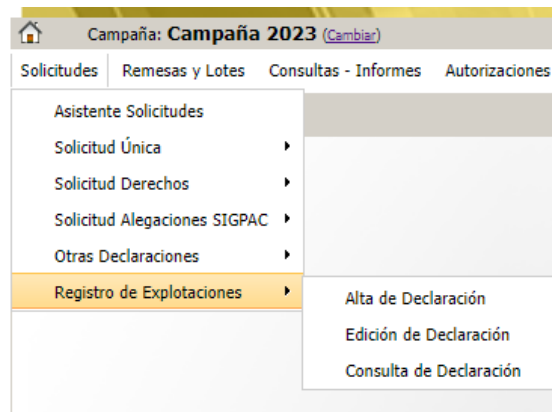 Campaña: Campaña 2023 (Cambiar)
Solicitudes Remesas y Lotes Consultas - Informes Autorizaciones
Asistente Solicitudes
Solicitud Única
Solicitud Derechos
Solicitud Alegaciones SIGPAC
Otras Declaraciones
Registro de Explotaciones
Alta de Declaración
Edición de Declaración
Consulta de Declaración